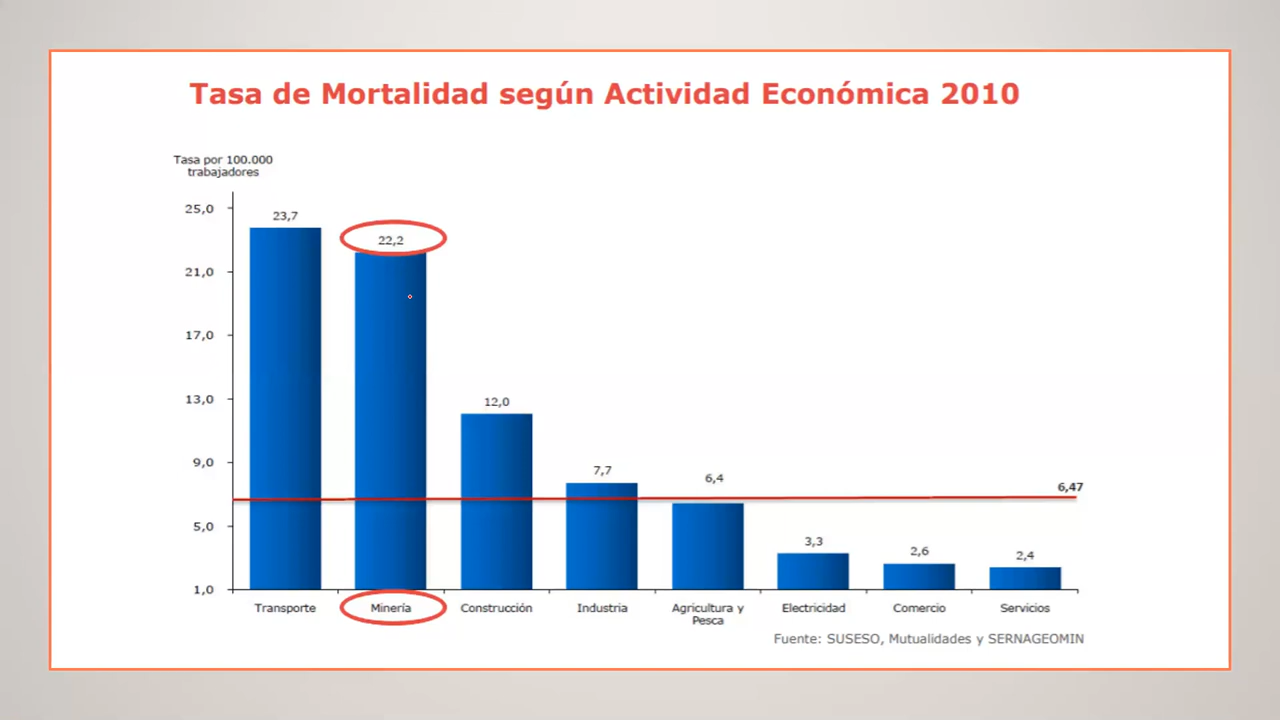 Tasa de Mortalidad según Actividad Económica 2010
Tasa por 100.000
trabajadores
25,0
21,0
17,0
13,0
9,0
5,0
1,0
23,7
22,2
12,0
7,7
6,4
3,3
2,6
2,4
6,47
Transporte
Minería
Construcción
Industria
Agricultura y
Pesca
Electricidad
Comercio
Servicios
Fuente: SUSESO, Mutualidades y SERNAGEOMIN